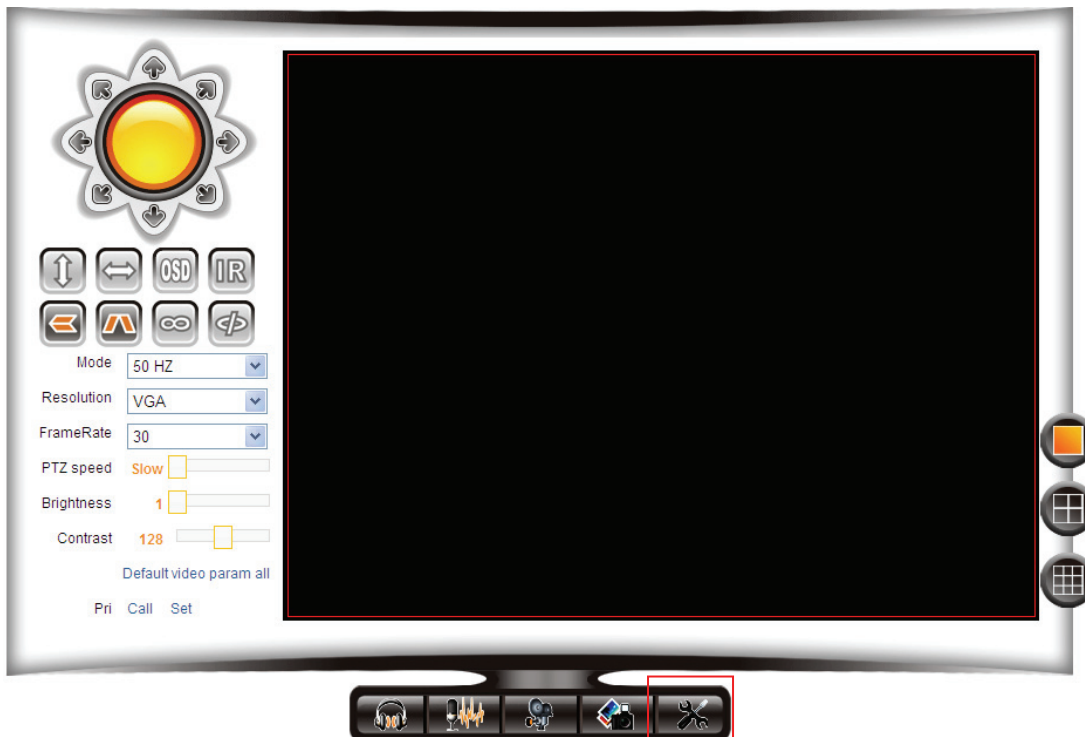 OSD IR
Mode 50 HZ
Resolution VGA
FrameRate 30
PTZ speed Slow
Brightness 1
Contrast 128
Default video param all
Pri Call Set